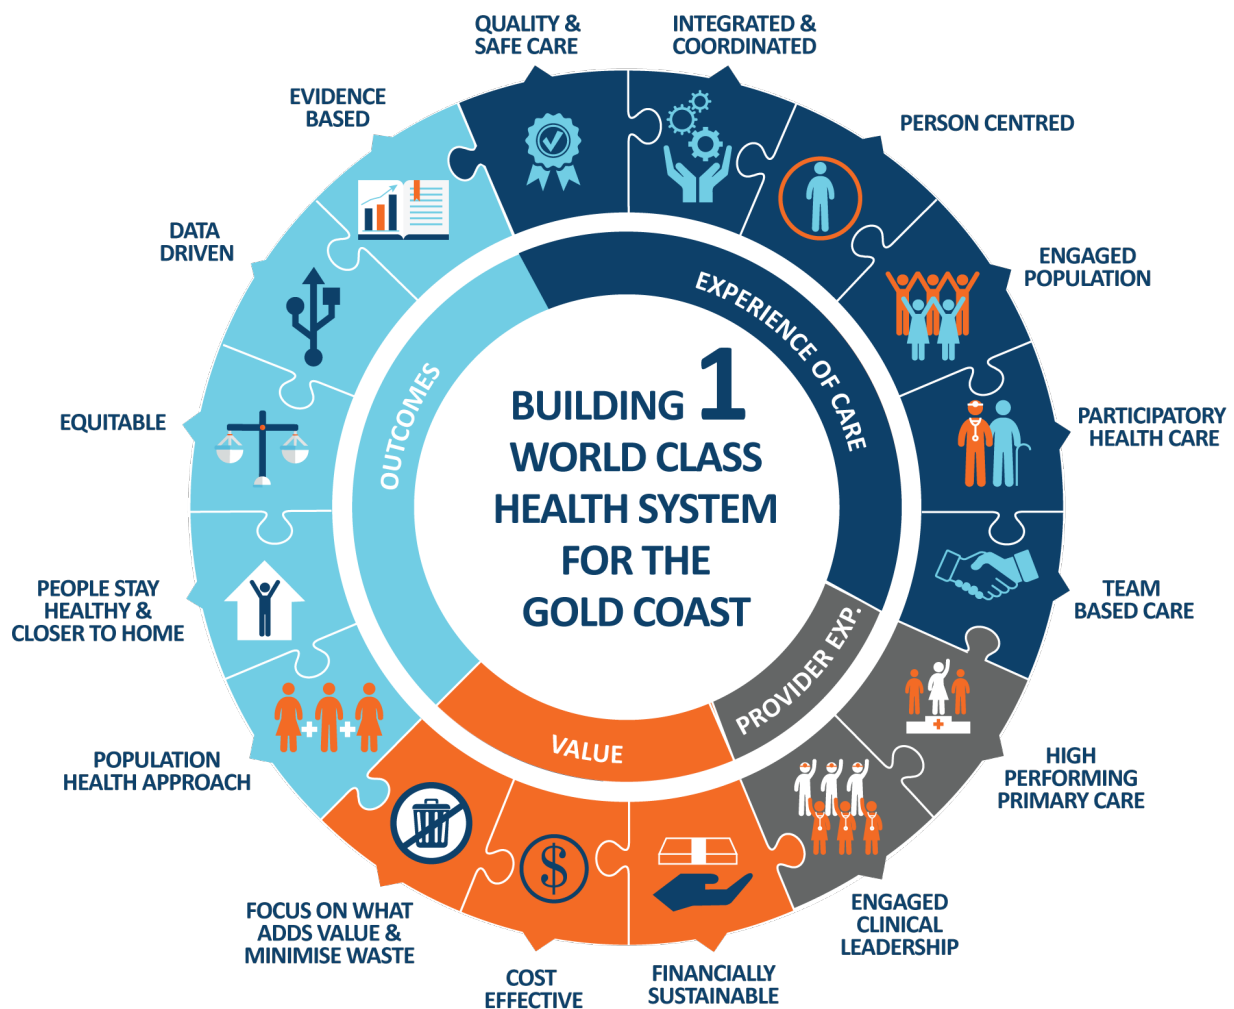 QUALITY &
SAFE CARE
INTEGRATED &
COORDINATED
PERSON CENTRED
ENGAGED
POPULATION
PARTICIPATORY
HEALTH CARE
TEAM
BASED CARE
HIGH
PERFORMING
PRIMARY CARE
ENGAGED
CLINICAL
LEADERSHIP
FINANCIALLY
SUSTAINABLE
COST
EFFECTIVE
FOCUS ON WHAT
ADDS VALUE &
MINIMISE WASTE
POPULATION
HEALTH APPROACH
PEOPLE STAY
HEALTHY &
CLOSER TO HOME
EQUITABLE
DATA
DRIVEN
EVIDENCE
BASED
EXPERIENCE OF CARE
PROVIDER EXP.
VALUE
OUTCOMES
BUILDING 1
WORLD CLASS
HEALTH SYSTEM
FOR THE
GOLD COAST
$